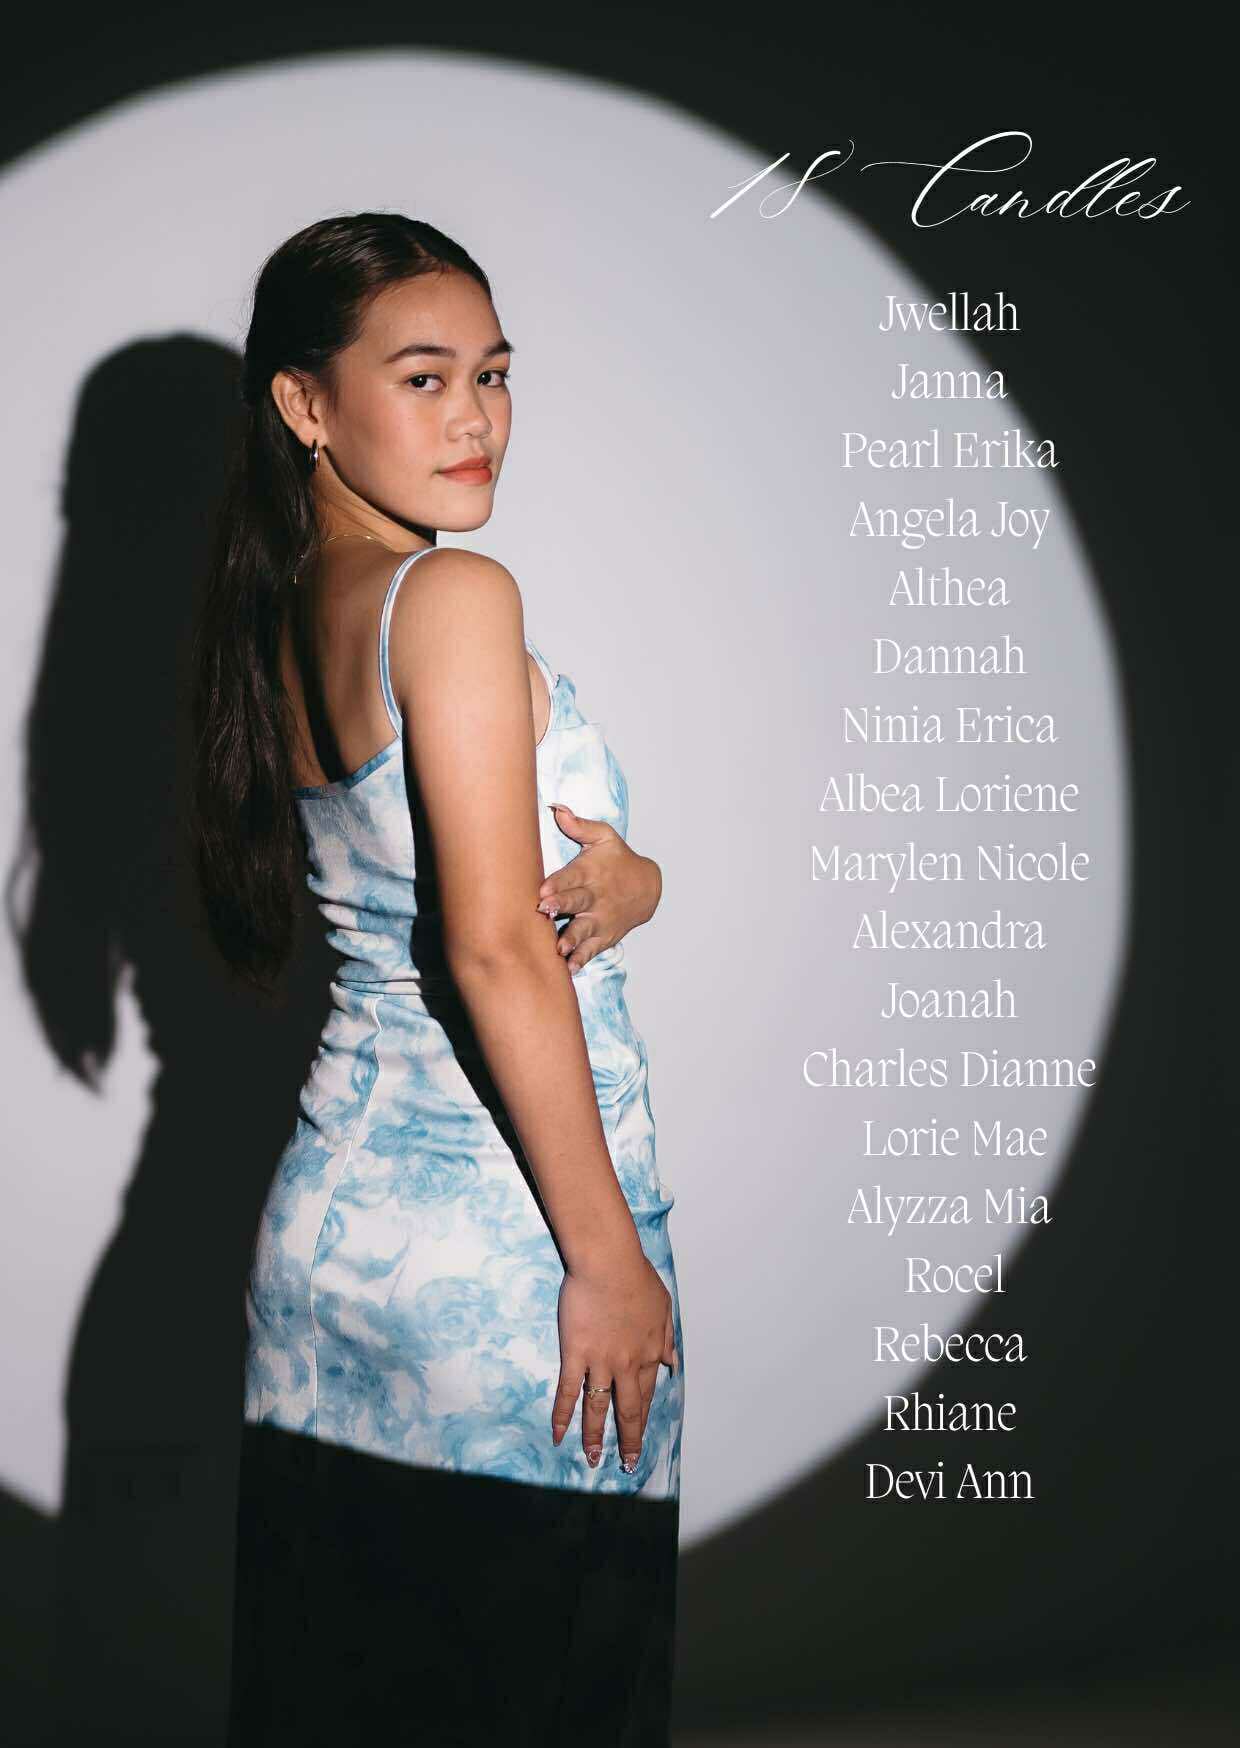 18 Candles
Jwellah
Janna
Pearl Erika
Angela Joy
Althea
Dannah
Ninia Erica
Albea Loriene
Marylen Nicole
Alexandra
Joanah
Charles Dianne
Lorie Mae
Alyzza Mia
Rocel
Rebecca
Rhiane
Devi Ann